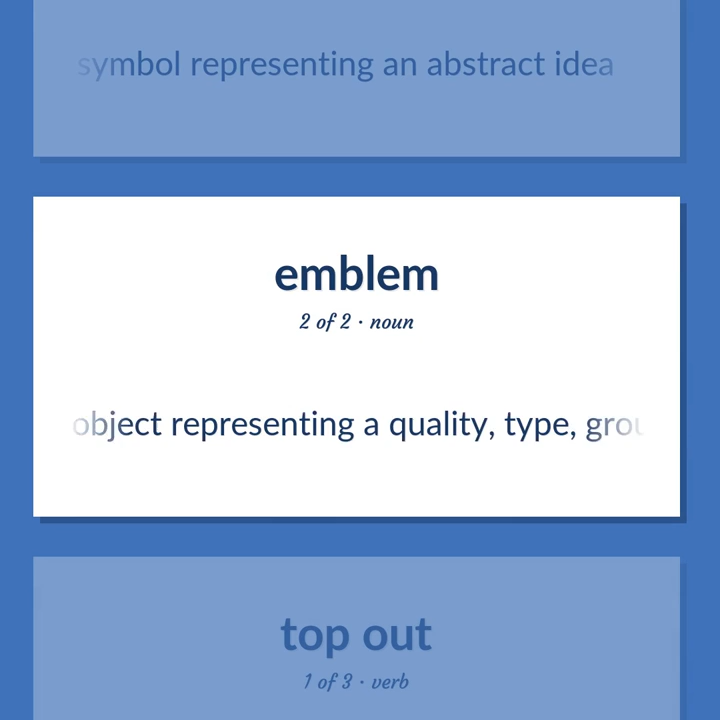 symbol representing an abstract idea
emblem
2 of 2 · noun
object representing a quality, type, grou
top out
1 of 3 · verb